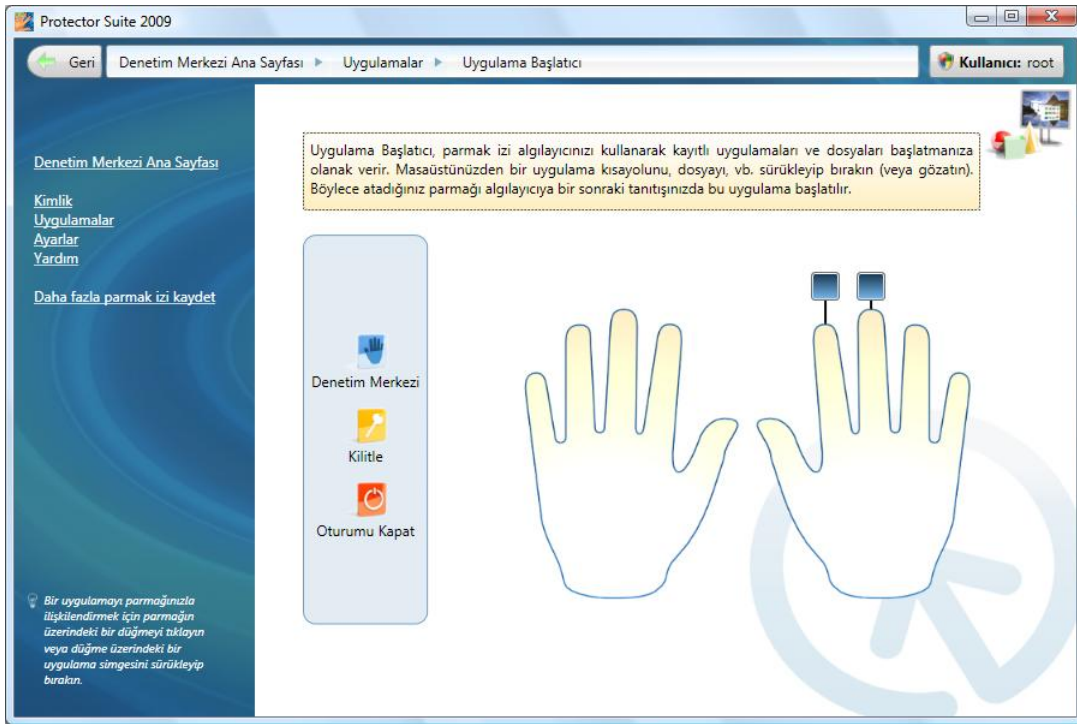 Protector Suite 2009
Geri
Denetim Merkezi Ana Sayfası
Uygulamalar
Uygulama Başlatıcı
Kullanıcı: root
Denetim Merkezi Ana Sayfası
Kimlik
Uygulamalar
Ayarlar
Yardım
Daha fazla parmak izi kaydet
Uygulama Başlatıcı, parmak izi algılayıcınızı kullanarak kayıtlı uygulamaları ve dosyaları başlatmanıza
olanak verir. Masaüstünüzden bir uygulama kısayolunu, dosyayı, vb. sürükleyip bırakın (veya gözatın).
Böylece atadığınız parmağı algılayıcıya bir sonraki tanıtışınızda bu uygulama başlatılır.
Denetim Merkezi
Kilitle
Oturumu Kapat
Bir uygulamayı parmağınızla
ilişkilendirmek için parmağın
üzerindeki bir düğmeyi tıklayın
veya düğme üzerindeki bir
uygulama simgesini sürükleyip
bırakın.